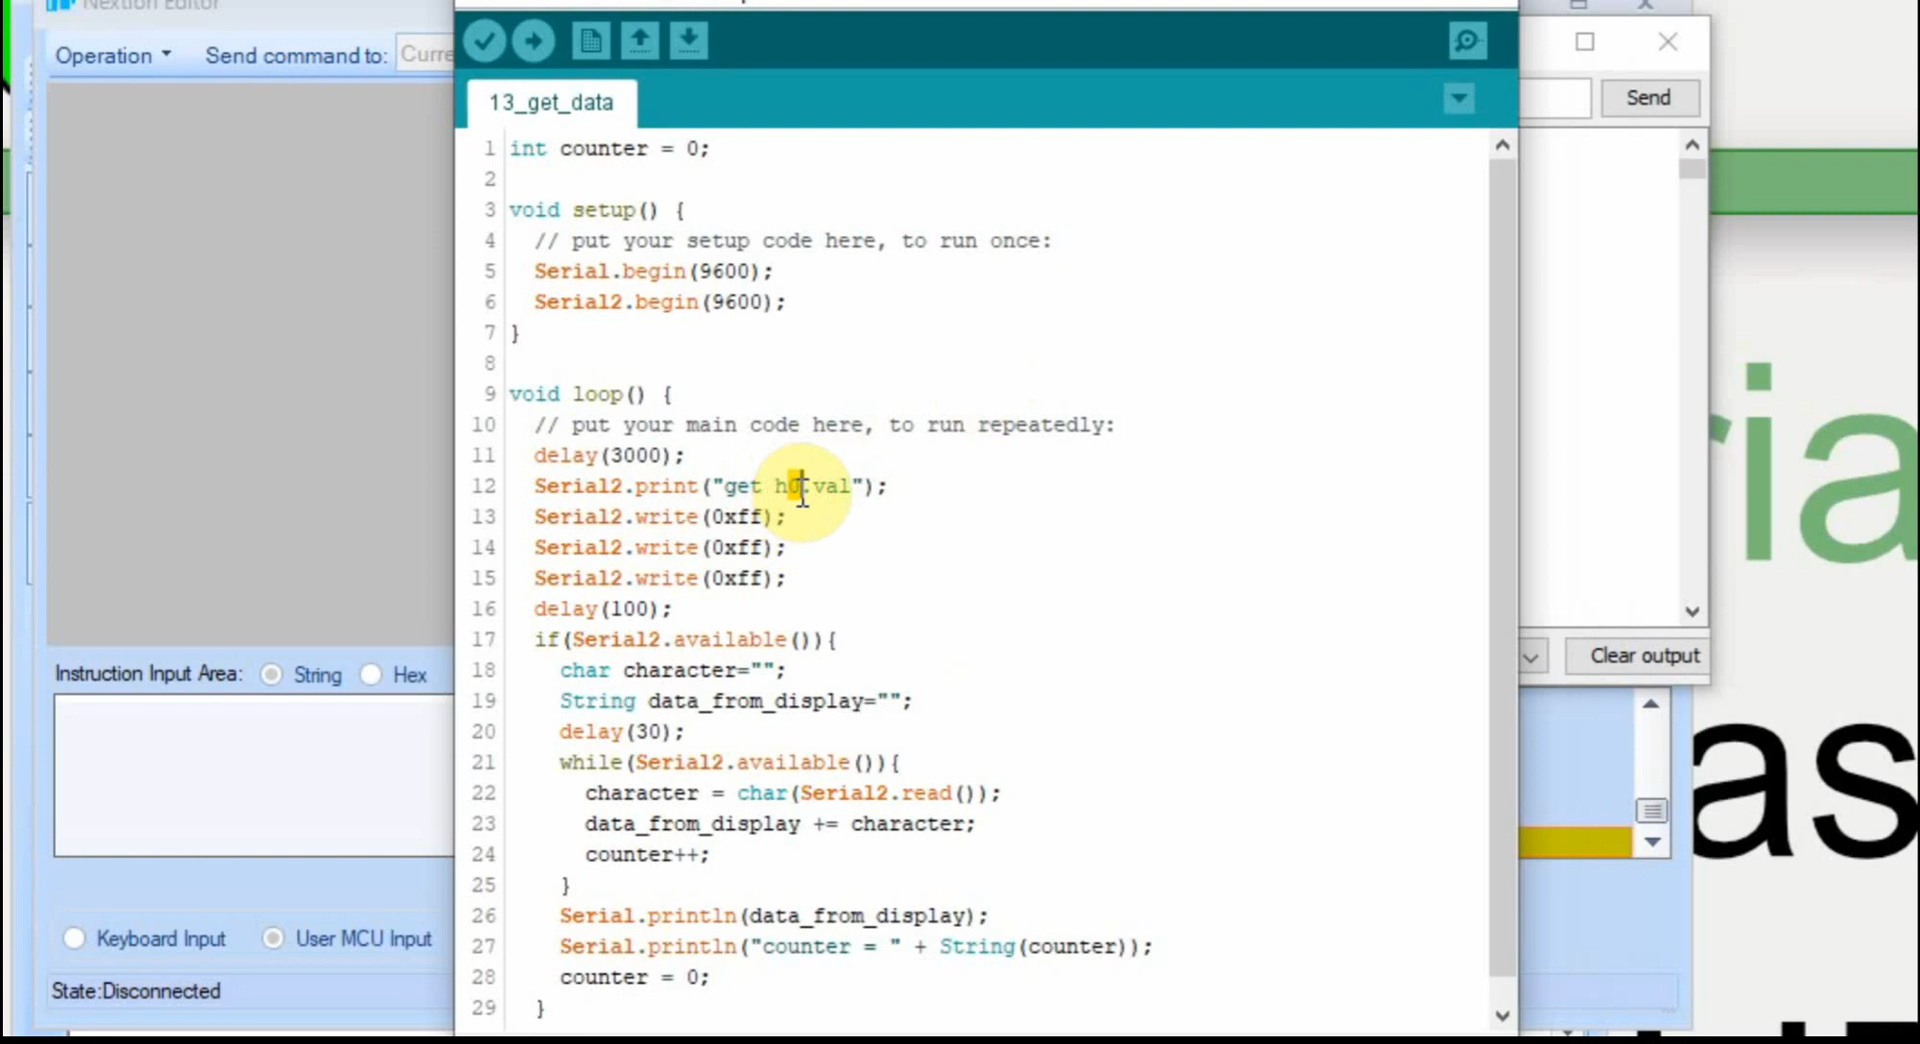 Nextion Editor
Operation
Send command to:
Curre
13_get_data
Send
1 int counter = 0;
2
3 void setup() {
4 // put your setup code here, to run once:
5 Serial.begin(9600);
6 Serial2.begin(9600);
7 }
8
9 void loop() {
10 // put your main code here, to run repeatedly:
11 delay(3000);
12 Serial2.print("get h0.val");
13 Serial2.write(0xff);
14 Serial2.write(0xff);
15 Serial2.write(0xff);
16 delay(100);
17 if(Serial2.available()){
18 char character="";
19 String data_from_display="";
20 delay(30);
21 while(Serial2.available()){
22 character = char(Serial2.read());
23 data_from_display += character;
24 counter++;
25 }
26 Serial.println(data_from_display);
27 Serial.println("counter = " + String(counter));
28 counter = 0;
29 }
Instruction Input Area: String Hex
Keyboard Input User MCU Input
State:Disconnected
Clear output
ria
as